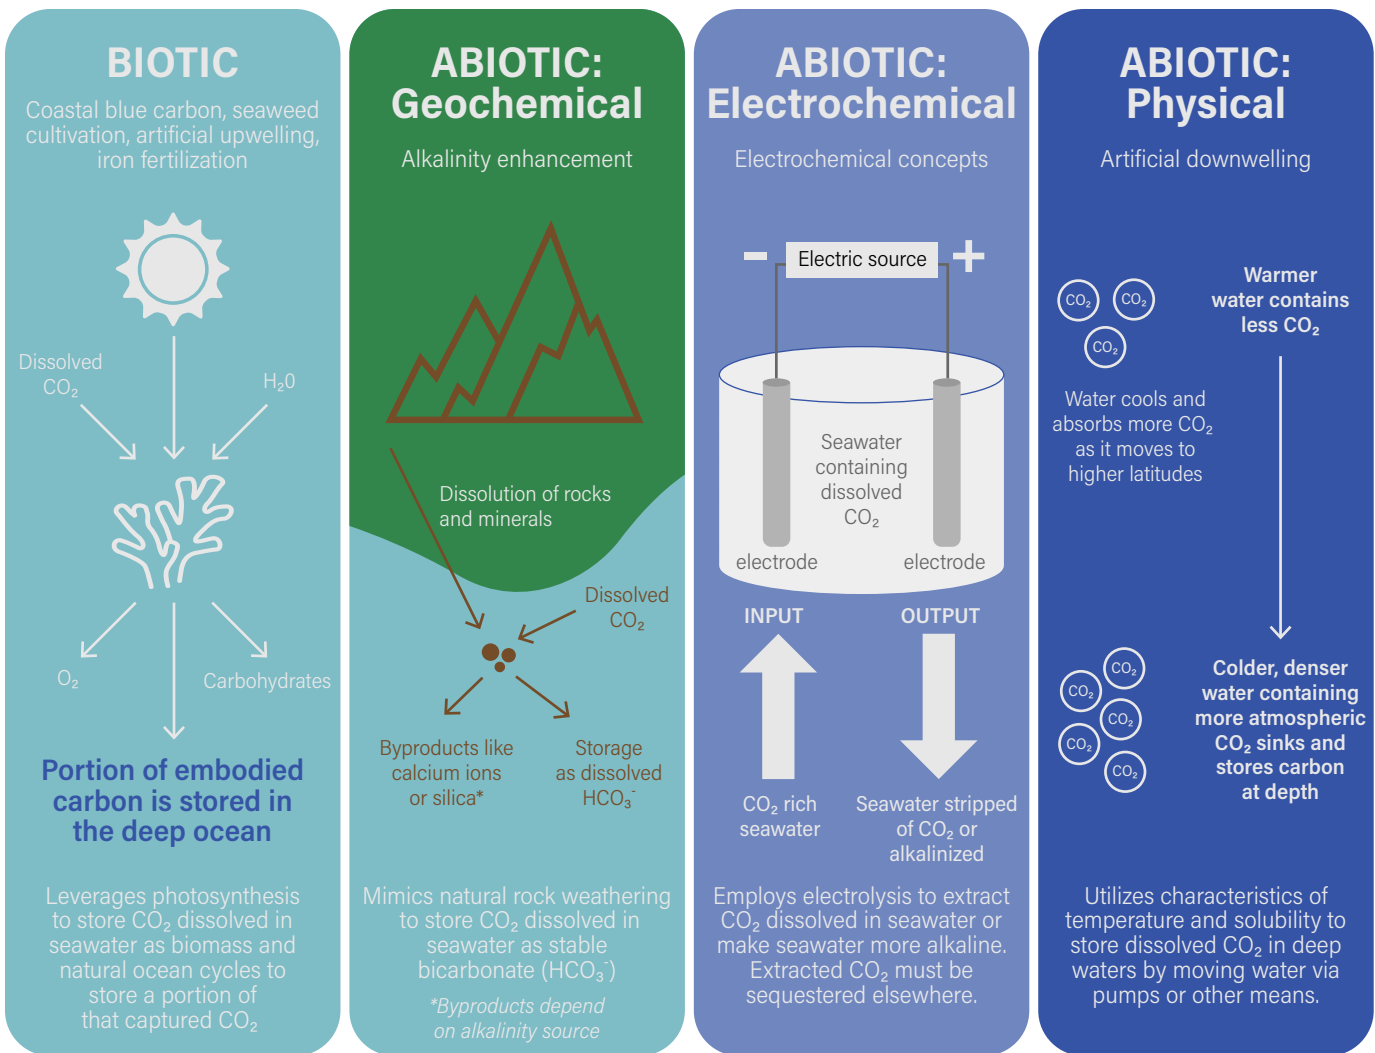 BIOTIC
Coastal blue carbon, seaweed
cultivation, artificial upwelling,
iron fertilization
Dissolved
CO₂
H₂0
O₂
Carbohydrates
Portion of embodied
carbon is stored in
the deep ocean
Leverages photosynthesis
to store CO₂ dissolved in
seawater as biomass and
natural ocean cycles to
store a portion of
that captured CO₂
ABIOTIC:
Geochemical
Alkalinity enhancement
Dissolution of rocks
and minerals
Dissolved
CO₂
Byproducts like
calcium ions
or silica*
Storage
as dissolved
HCO₃⁻
Mimics natural rock weathering
to store CO₂ dissolved in
seawater as stable
bicarbonate (HCO₃⁻)
*Byproducts depend
on alkalinity source
ABIOTIC:
Electrochemical
Electrochemical concepts
− Electric source +
Seawater
containing
dissolved
CO₂
electrode
electrode
INPUT
OUTPUT
CO₂ rich
seawater
Seawater stripped
of CO₂ or
alkalinized
Employs electrolysis to extract
CO₂ dissolved in seawater or
make seawater more alkaline.
Extracted CO₂ must be
sequestered elsewhere.
ABIOTIC:
Physical
Artificial downwelling
CO₂
CO₂
CO₂
Warmer
water contains
less CO₂
Water cools and
absorbs more CO₂
as it moves to
higher latitudes
CO₂
CO₂
CO₂
CO₂
CO₂
Colder, denser
water containing
more atmospheric
CO₂ sinks and
stores carbon
at depth
Utilizes characteristics of
temperature and solubility to
store dissolved CO₂ in deep
waters by moving water via
pumps or other means.